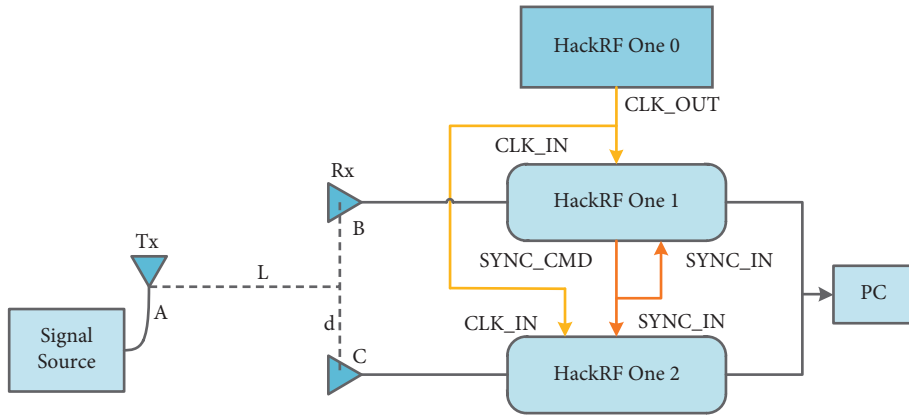 HackRF One 0
CLK_OUT
CLK_IN
Rx
HackRF One 1
B
Tx
SYNC_CMD
SYNC_IN
L
PC
A
d
CLK_IN
SYNC_IN
Signal
Source
C
HackRF One 2